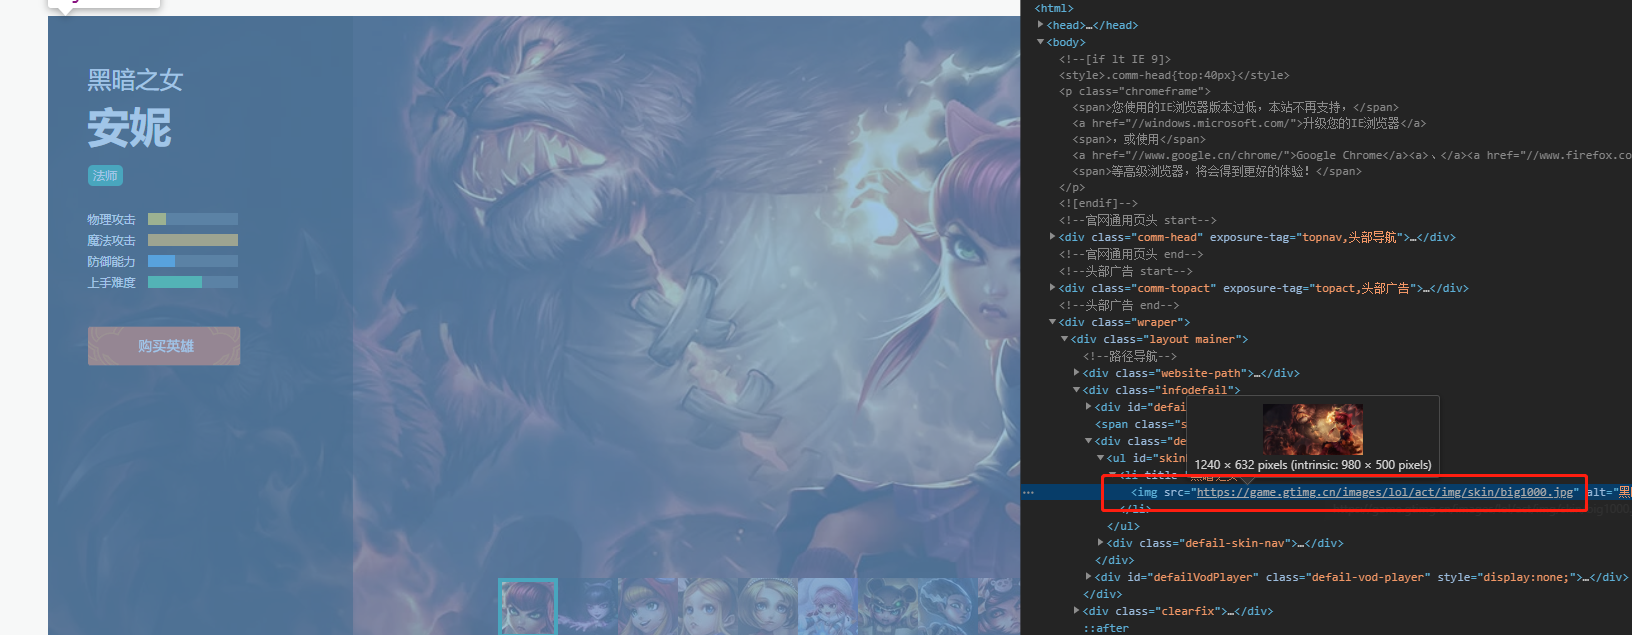 黑暗之女
安妮
法师
物理攻击
魔法攻击
防御能力
上手难度
购买英雄
<html>
<head>…</head>
<body>
<!--[if lt IE 9]>
<style>.comm-head{top:40px}</style>
<p class="chromeframe">
<span>您使用的IE浏览器版本过低，本站不再支持，</span>
<a href="//windows.microsoft.com/">升级您的IE浏览器</a>
<span>，或使用</span>
<a href="//www.google.cn/chrome/">Google Chrome</a><a>、</a><a href="//www.firefox.co
<span>等高级浏览器，将会得到更好的体验！</span>
</p>
<![endif]-->
<!--官网通用页头 start-->
<div class="comm-head" exposure-tag="topnav,头部导航">…</div>
<!--官网通用页头 end-->
<!--头部广告 start-->
<div class="comm-topact" exposure-tag="topact,头部广告">…</div>
<!--头部广告 end-->
<div class="wraper">
<div class="layout mainer">
<!--路径导航-->
<div class="website-path">…</div>
<div class="infodefail">
<div id="defai
<span class="s
<div class="de
<ul id="skin
1240 × 632 pixels (intrinsic: 980 × 500 pixels)
<li title="黑暗之女
<img src="https://game.gtimg.cn/images/lol/act/img/skin/big1000.jpg" alt="黑
</li>
</ul>
<div class="defail-skin-nav">…</div>
</div>
<div id="defailVodPlayer" class="defail-vod-player" style="display:none;">…</div>
</div>
<div class="clearfix">…</div>
::after